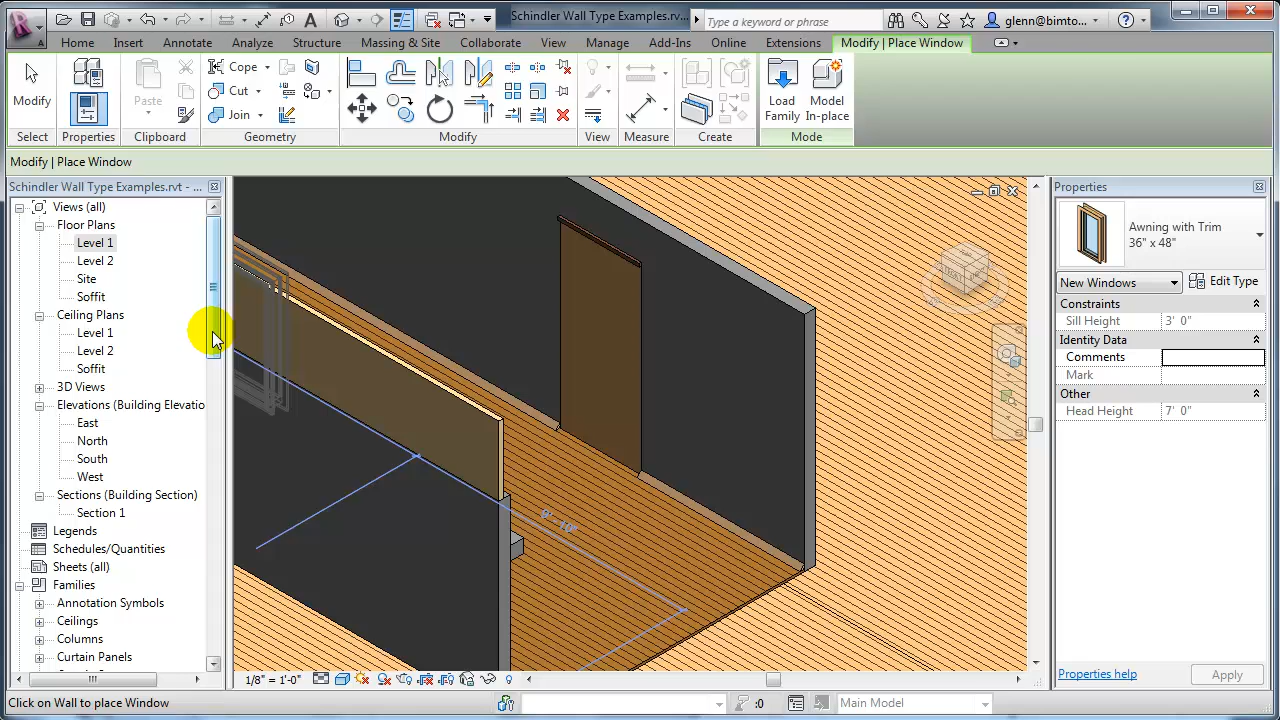 Schindler Wall Type Examples.rvt...
Type a keyword or phrase
glenn@bimto...
Home
Insert
Annotate
Analyze
Structure
Massing & Site
Collaborate
View
Manage
Add-Ins
Online
Extensions
Modify | Place Window
Modify
Properties
Paste
Cope
Cut
Join
Load Family
Model In-place
Select
Properties
Clipboard
Geometry
Modify
View
Measure
Create
Mode
Modify | Place Window
Schindler Wall Type Examples.rvt - ...
Views (all)
Floor Plans
Level 1
Level 2
Site
Soffit
Ceiling Plans
Level 1
Level 2
Soffit
3D Views
Elevations (Building Elevatio
East
North
South
West
Sections (Building Section)
Section 1
Legends
Schedules/Quantities
Sheets (all)
Families
Annotation Symbols
Ceilings
Columns
Curtain Panels
Properties
Awning with Trim
36" x 48"
New Windows
Edit Type
Constraints
Sill Height 3' 0"
Identity Data
Comments
Mark
Other
Head Height 7' 0"
Properties help
Apply
1/8" = 1'-0"
Click on Wall to place Window
:0
Main Model